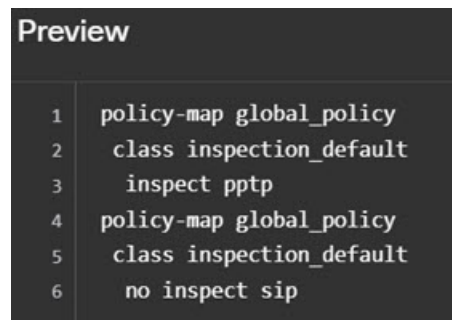 Preview
1 policy-map global_policy
2 class inspection_default
3 inspect pptp
4 policy-map global_policy
5 class inspection_default
6 no inspect sip